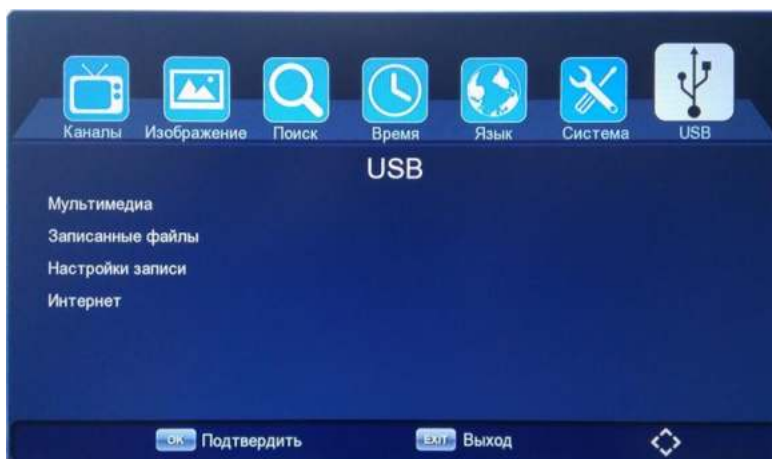 Каналы Изображение Поиск Время Язык Система USB
USB
Мультимедиа
Записанные файлы
Настройки записи
Интернет
OK Подтвердить EXIT Выход